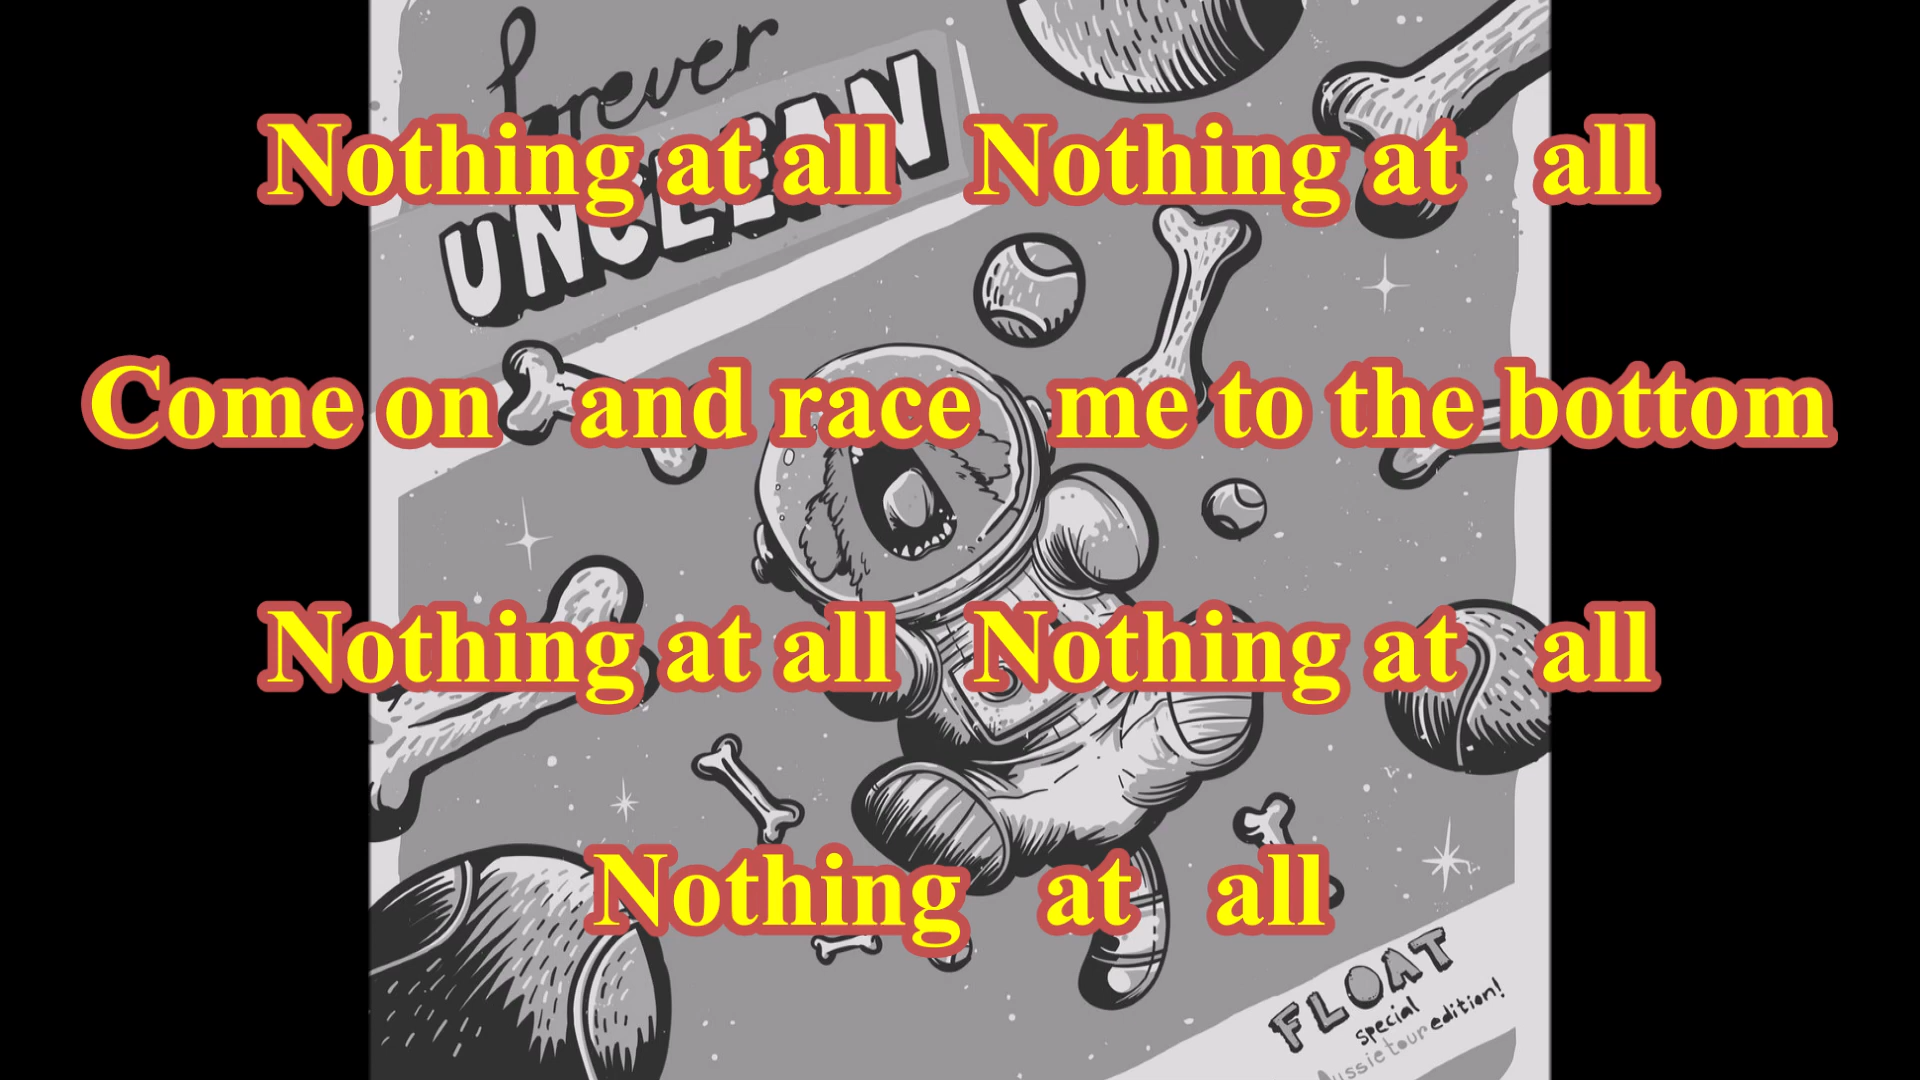 forever
UNCLEAN
Nothing at all Nothing at all
Come on and race me to the bottom
Nothing at all Nothing at all
Nothing at all
FLOAT
special
Aussie tour edition!